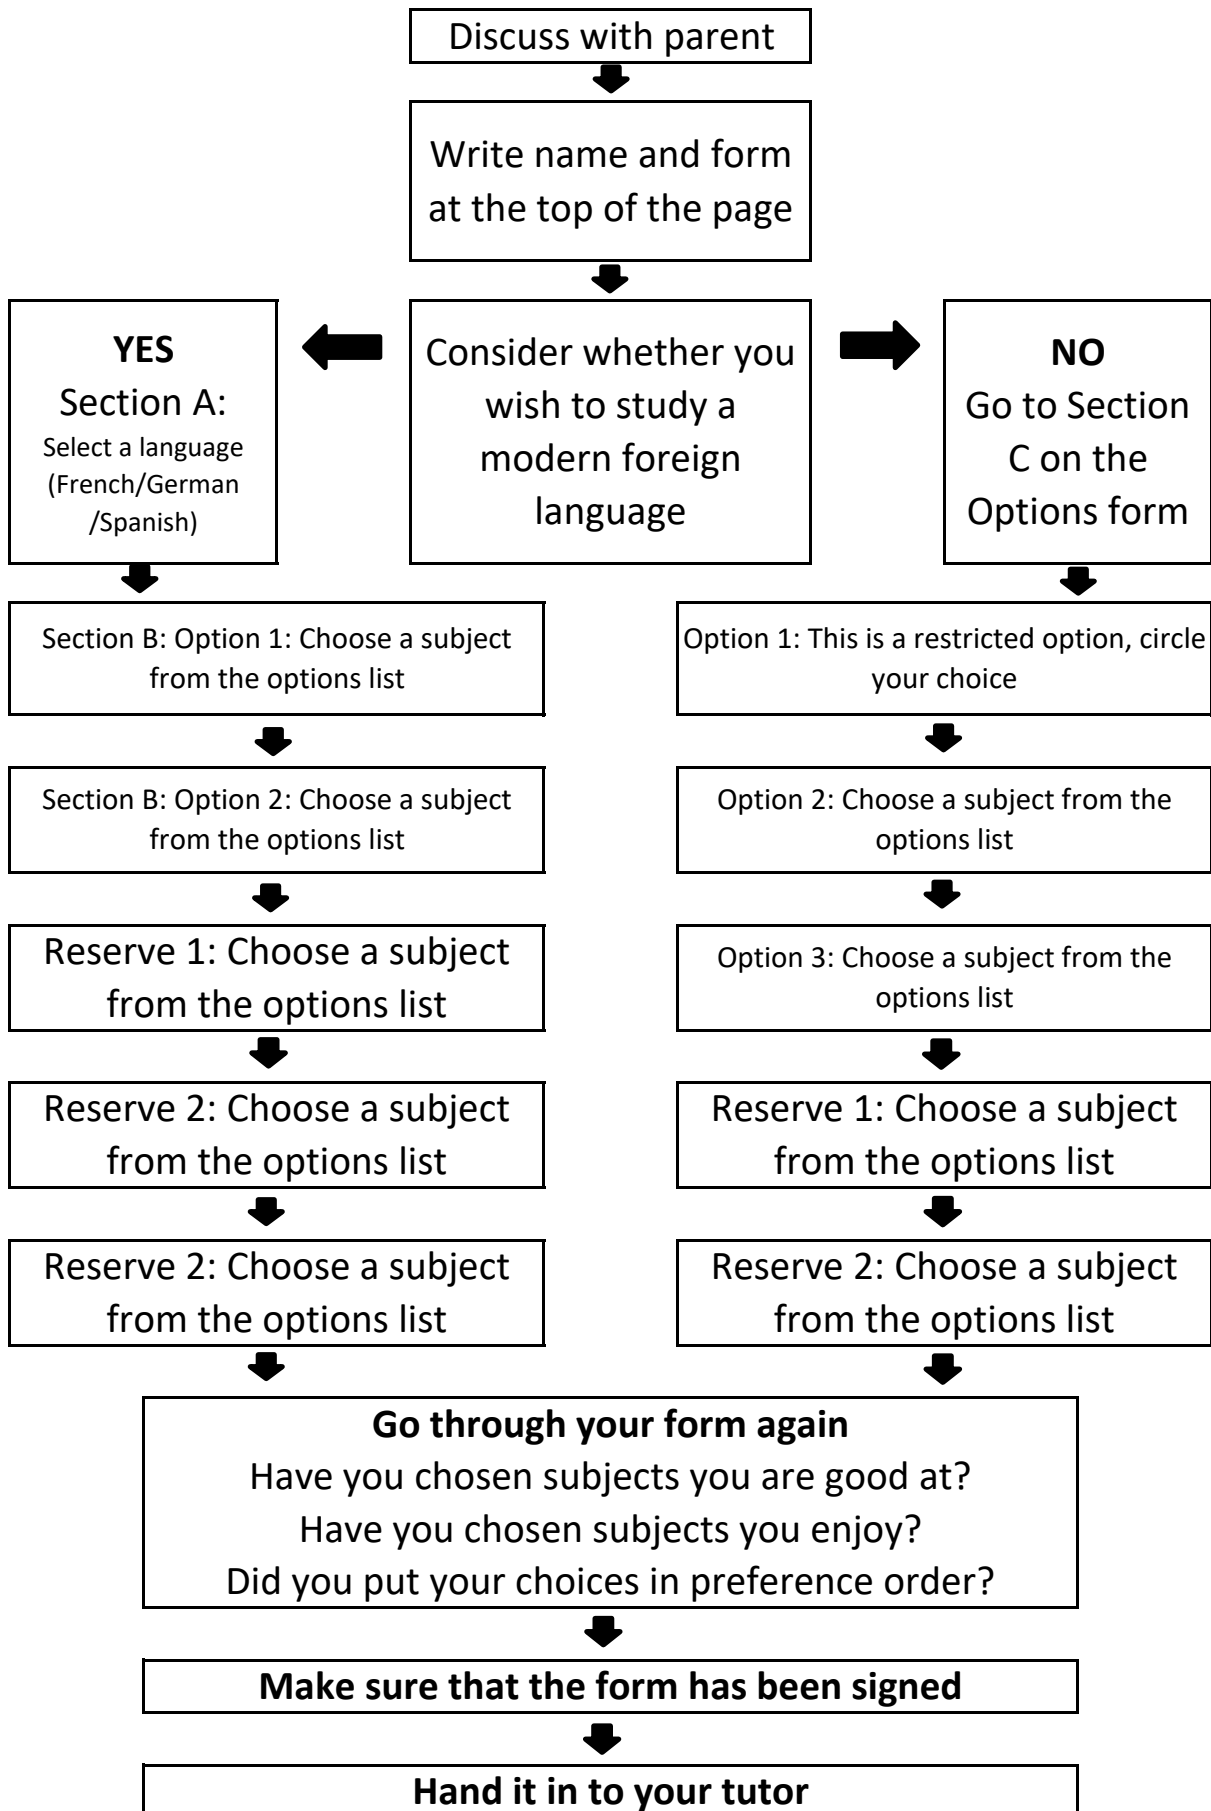 Discuss with parent
Write name and form
at the top of the page
YES
Section A:
Select a language
(French/German
/Spanish)
Consider whether you
wish to study a
modern foreign
language
NO
Go to Section
C on the
Options form
Section B: Option 1: Choose a subject
from the options list
Option 1: This is a restricted option, circle
your choice
Section B: Option 2: Choose a subject
from the options list
Option 2: Choose a subject from the
options list
Reserve 1: Choose a subject
from the options list
Option 3: Choose a subject from the
options list
Reserve 2: Choose a subject
from the options list
Reserve 1: Choose a subject
from the options list
Reserve 2: Choose a subject
from the options list
Reserve 2: Choose a subject
from the options list
Go through your form again
Have you chosen subjects you are good at?
Have you chosen subjects you enjoy?
Did you put your choices in preference order?
Make sure that the form has been signed
Hand it in to your tutor